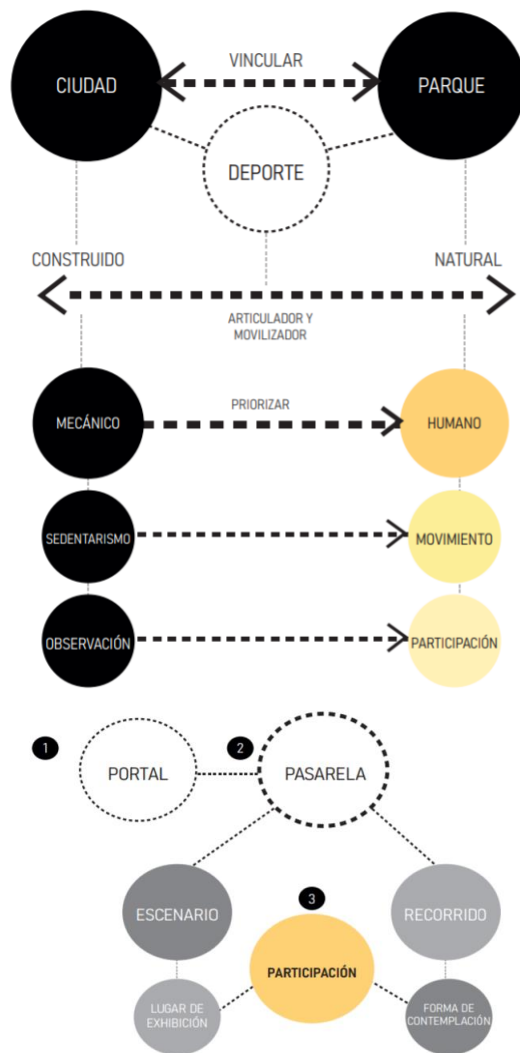 VINCULAR
CIUDAD
PARQUE
DEPORTE
CONSTRUIDO
NATURAL
ARTICULADOR Y
MOVILIZADOR
PRIORIZAR
MECÁNICO
HUMANO
SEDENTARISMO
MOVIMIENTO
OBSERVACIÓN
PARTICIPACIÓN
1
2
PORTAL
PASARELA
3
ESCENARIO
RECORRIDO
PARTICIPACIÓN
LUGAR DE
EXHIBICIÓN
FORMA DE
CONTEMPLACIÓN